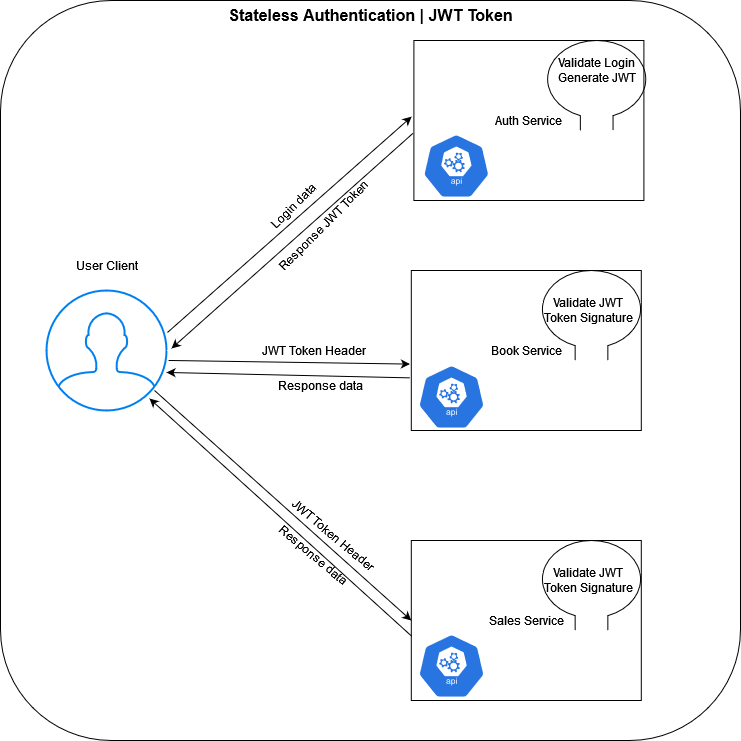 Stateless Authentication | JWT Token
Validate Login
Generate JWT
Auth Service
api
Login data
Response JWT Token
User Client
Validate JWT
Token Signature
JWT Token Header
Book Service
Response data
api
JWT Token Header
Response data
Validate JWT
Token Signature
Sales Service
api